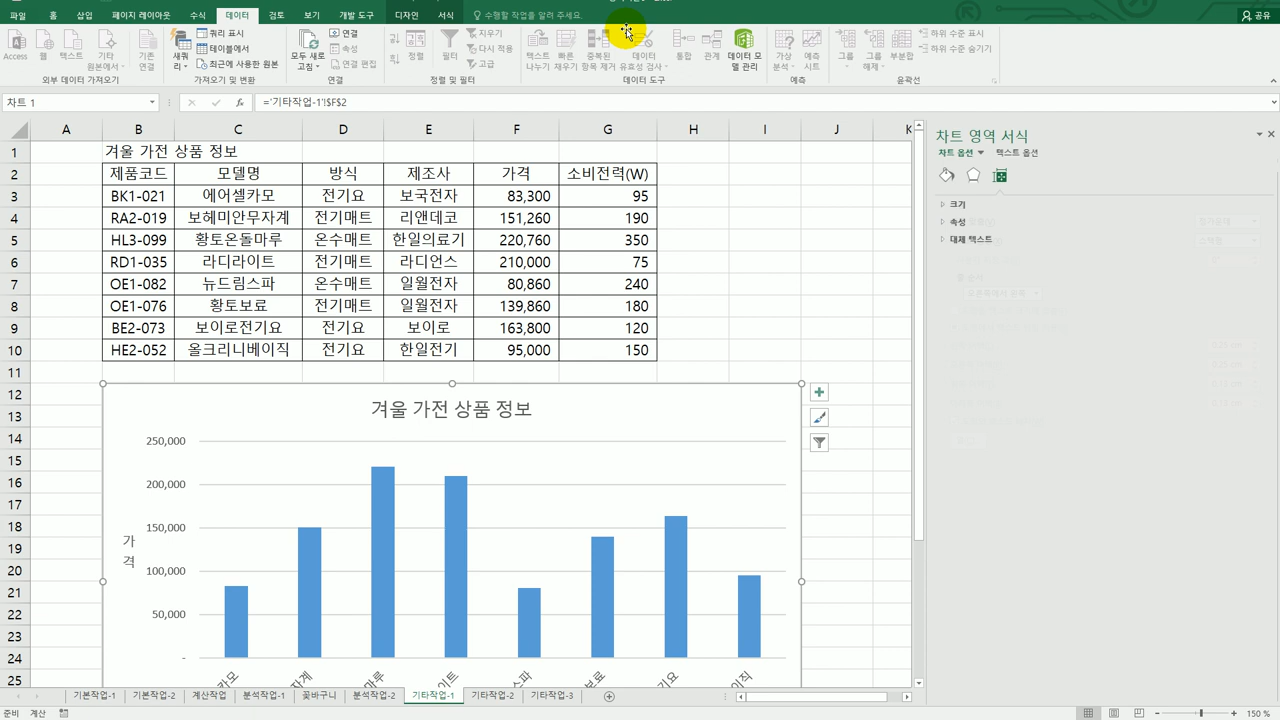 파일 홈 삽입 페이지 레이아웃 수식 데이터 검토 보기 개발 도구 디자인 서식 수행할 작업을 알려 주세요. 공유
Access 웹 텍스트 기타 원본에서 기존 연결
외부 데이터 가져오기
새 쿼리 쿼리 표시 테이블에서 최근에 사용한 원본
가져오기 및 변환
모두 새로 고침 연결 속성 연결 편집
연결
정렬 필터 지우기 다시 적용 고급
정렬 및 필터
텍스트 나누기 빠른 채우기 중복된 항목 제거 데이터 유효성 검사 통합 관계 데이터 모델 관리
데이터 도구
가상 분석 예측 시트
예측
그룹 그룹 해제 부분합 하위 수준 표시 하위 수준 숨기기
윤곽선
차트 1 fx ='기타작업-1'!$F$2
A B C D E F G H I J K
1 겨울 가전 상품 정보
2 제품코드 모델명 방식 제조사 가격 소비전력(W)
3 BK1-021 에어셀카모 전기요 보국전자 83,300 95
4 RA2-019 보헤미안무자계 전기매트 리앤데코 151,260 190
5 HL3-099 황토온돌마루 온수매트 한일의료기 220,760 350
6 RD1-035 라디라이트 전기매트 라디언스 210,000 75
7 OE1-082 뉴드림스파 온수매트 일월전자 80,860 240
8 OE1-076 황토보료 전기매트 일월전자 139,860 180
9 BE2-073 보이로전기요 전기요 보이로 163,800 120
10 HE2-052 올크리니베이직 전기요 한일전기 95,000 150
11
12
13
14
15
16
17
18
19
20
21
22
23
24
25
겨울 가전 상품 정보
250,000
200,000
150,000
100,000
50,000
-
가격
카모 자계 마루 이트 스파 보료 기요 이직
차트 영역 서식
차트 옵션 텍스트 옵션
크기
속성
대체 텍스트
기본작업-1 기본작업-2 계산작업 분석작업-1 꽃바구니 분석작업-2 기타작업-1 기타작업-2 기타작업-3
준비 계산 150 %